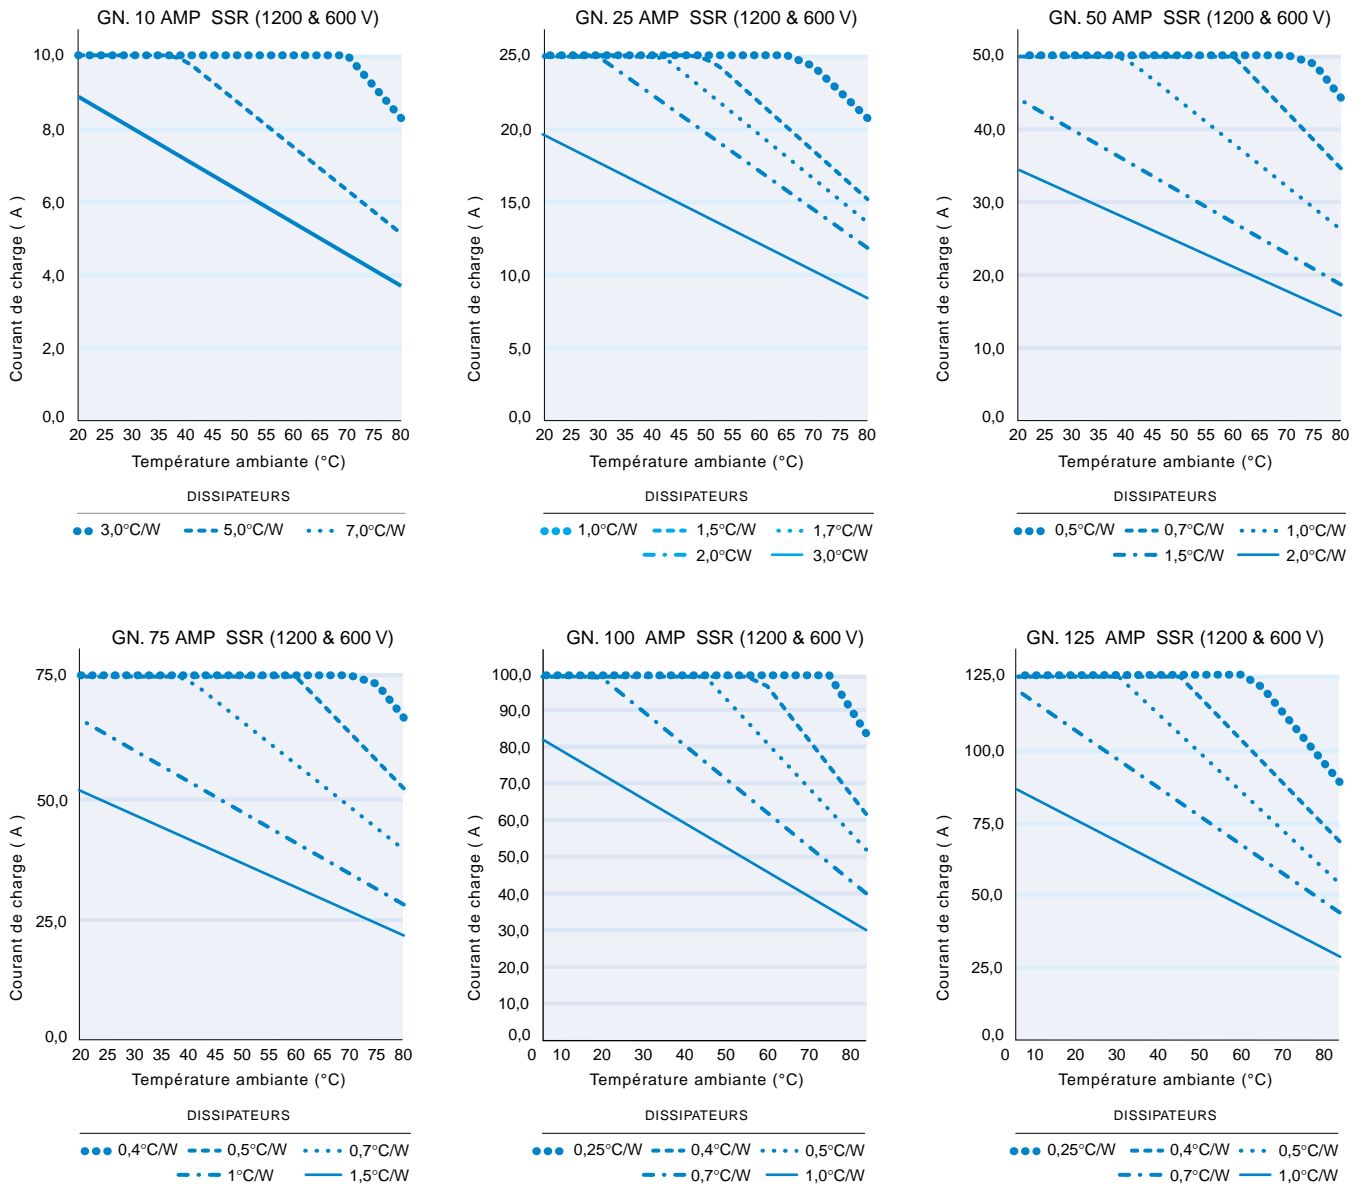 GN. 10 AMP SSR (1200 & 600 V)
10,0
8,0
6,0
4,0
2,0
0,0
Courant de charge ( A )
20 25 30 35 40 45 50 55 60 65 70 75 80
Température ambiante (°C)
DISSIPATEURS
3,0°C/W 5,0°C/W 7,0°C/W
GN. 25 AMP SSR (1200 & 600 V)
25,0
20,0
15,0
10,0
5,0
0,0
Courant de charge ( A )
20 25 30 35 40 45 50 55 60 65 70 75 80
Température ambiante (°C)
DISSIPATEURS
1,0°C/W 1,5°C/W 1,7°C/W
2,0°CW 3,0°CW
GN. 50 AMP SSR (1200 & 600 V)
50,0
40,0
30,0
20,0
10,0
0,0
Courant de charge ( A )
20 25 30 35 40 45 50 55 60 65 70 75 80
Température ambiante (°C)
DISSIPATEURS
0,5°C/W 0,7°C/W 1,0°C/W
1,5°C/W 2,0°C/W
GN. 75 AMP SSR (1200 & 600 V)
75,0
50,0
25,0
0,0
Courant de charge ( A )
20 25 30 35 40 45 50 55 60 65 70 75 80
Température ambiante (°C)
DISSIPATEURS
0,4°C/W 0,5°C/W 0,7°C/W
1°C/W 1,5°C/W
GN. 100 AMP SSR (1200 & 600 V)
100,0
90,0
80,0
70,0
60,0
50,0
40,0
30,0
20,0
10,0
0,0
Courant de charge ( A )
0 10 20 30 40 50 60 70 80
Température ambiante (°C)
DISSIPATEURS
0,25°C/W 0,4°C/W 0,5°C/W
0,7°C/W 1,0°C/W
GN. 125 AMP SSR (1200 & 600 V)
125,0
100,0
75,0
50,0
25,0
0,0
Courant de charge ( A )
0 10 20 30 40 50 60 70 80
Température ambiante (°C)
DISSIPATEURS
0,25°C/W 0,4°C/W 0,5°C/W
0,7°C/W 1,0°C/W